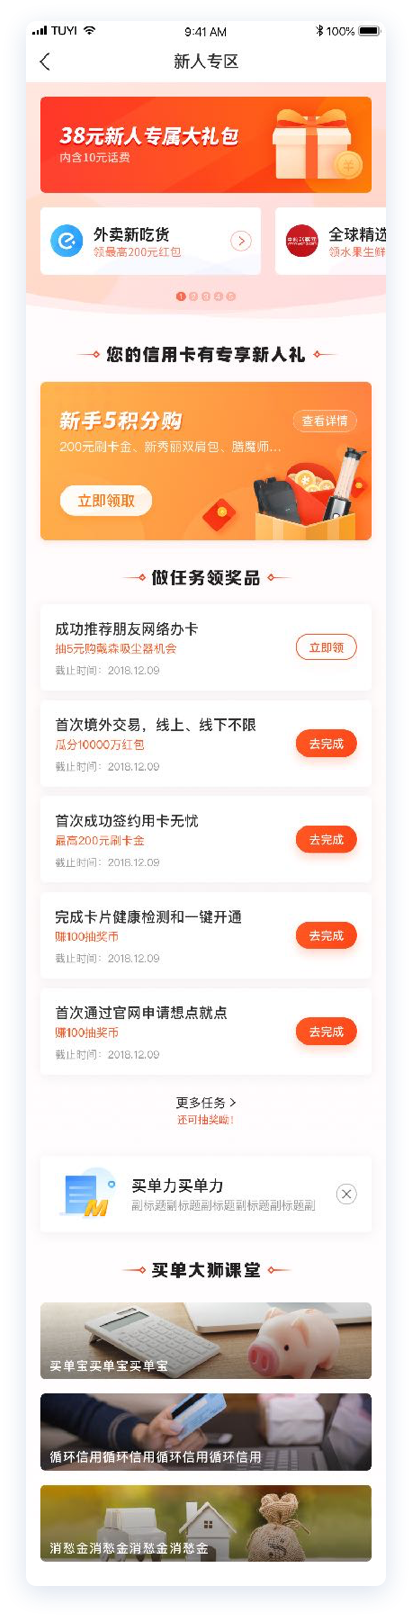 TUYI
9:41 AM
100%
新人专区
38元新人专属大礼包
内含10元话费
外卖新吃货
领最高200元红包
全球精选
领水果生鲜
1 2 3 4 5
您的信用卡有专享新人礼
新手5积分购
查看详情
200元刷卡金、新秀丽双肩包、膳魔师...
立即领取
做任务领奖品
成功推荐朋友网络办卡
抽5元购戴森吸尘器机会
截止时间：2018.12.09
立即领
首次境外交易，线上、线下不限
瓜分10000万红包
截止时间：2018.12.09
去完成
首次成功签约用卡无忧
最高200元刷卡金
截止时间：2018.12.09
去完成
完成卡片健康检测和一键开通
赚100抽奖币
截止时间：2018.12.09
去完成
首次通过官网申请想点就点
赚100抽奖币
截止时间：2018.12.09
去完成
更多任务
还可抽奖呦！
M
买单力买单力
副标题副标题副标题副标题副标题副
买单大狮课堂
买单宝买单宝买单宝
循环信用循环信用循环信用循环信用
消愁金消愁金消愁金消愁金